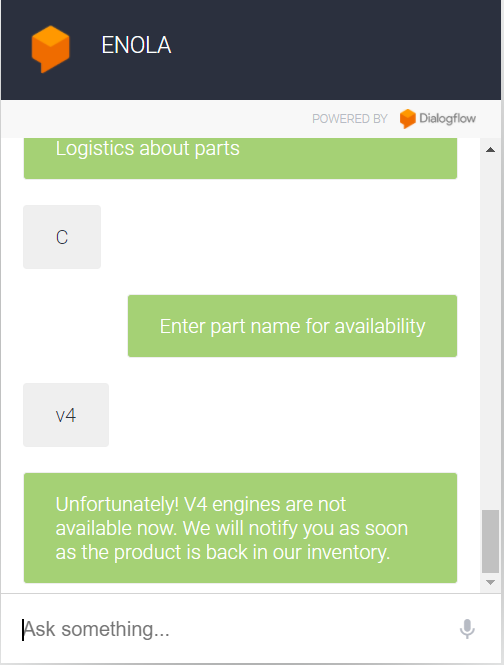 ENOLA
POWERED BY Dialogflow
Logistics about parts
C
Enter part name for availability
v4
Unfortunately! V4 engines are not
available now. We will notify you as soon
as the product is back in our inventory.
Ask something...